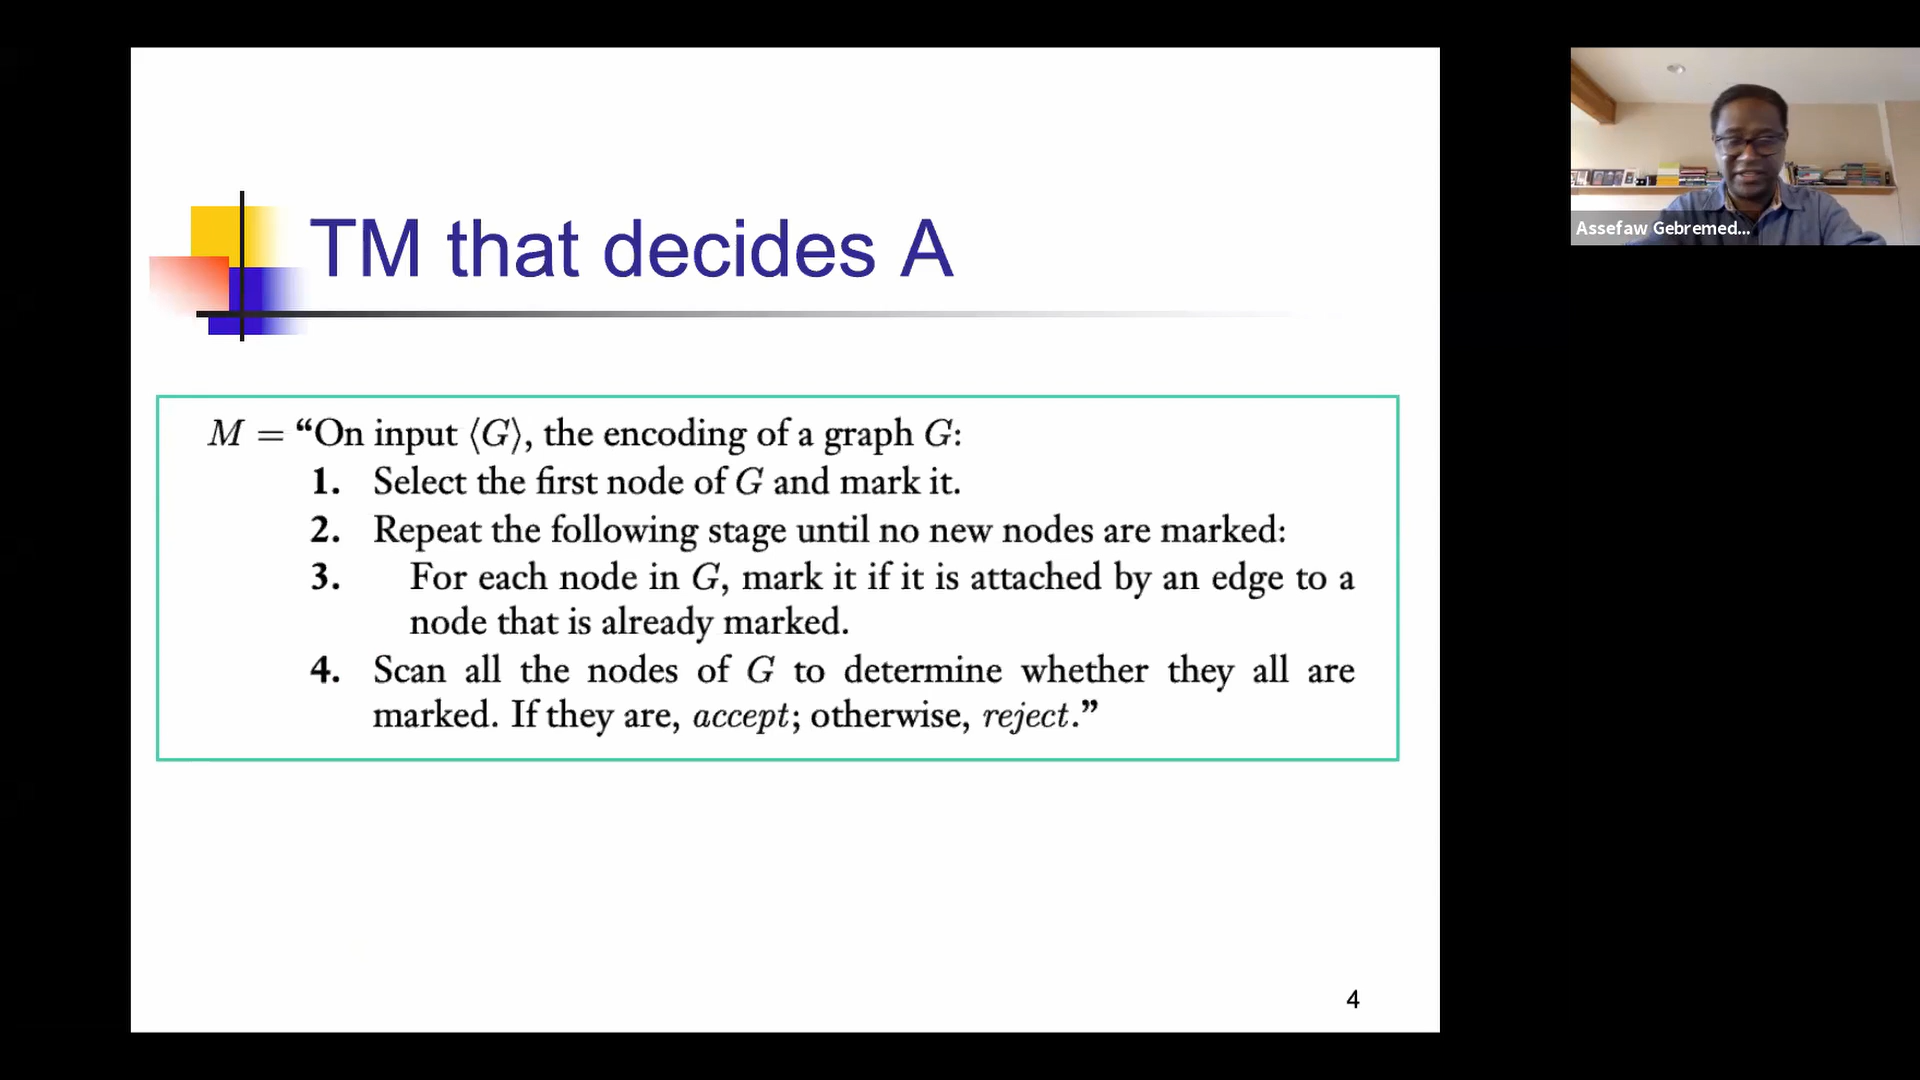 TM that decides A
M = “On input ⟨G⟩, the encoding of a graph G:
1. Select the first node of G and mark it.
2. Repeat the following stage until no new nodes are marked:
3. For each node in G, mark it if it is attached by an edge to a
node that is already marked.
4. Scan all the nodes of G to determine whether they all are
marked. If they are, accept; otherwise, reject.”
4
Assefaw Gebremed...